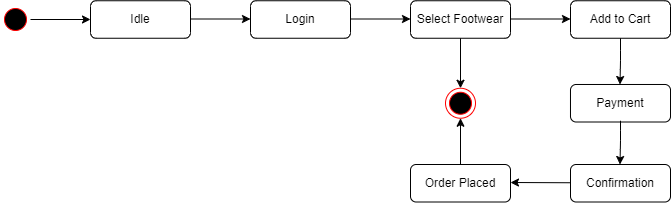 Idle
Login
Select Footwear
Add to Cart
Payment
Order Placed
Confirmation